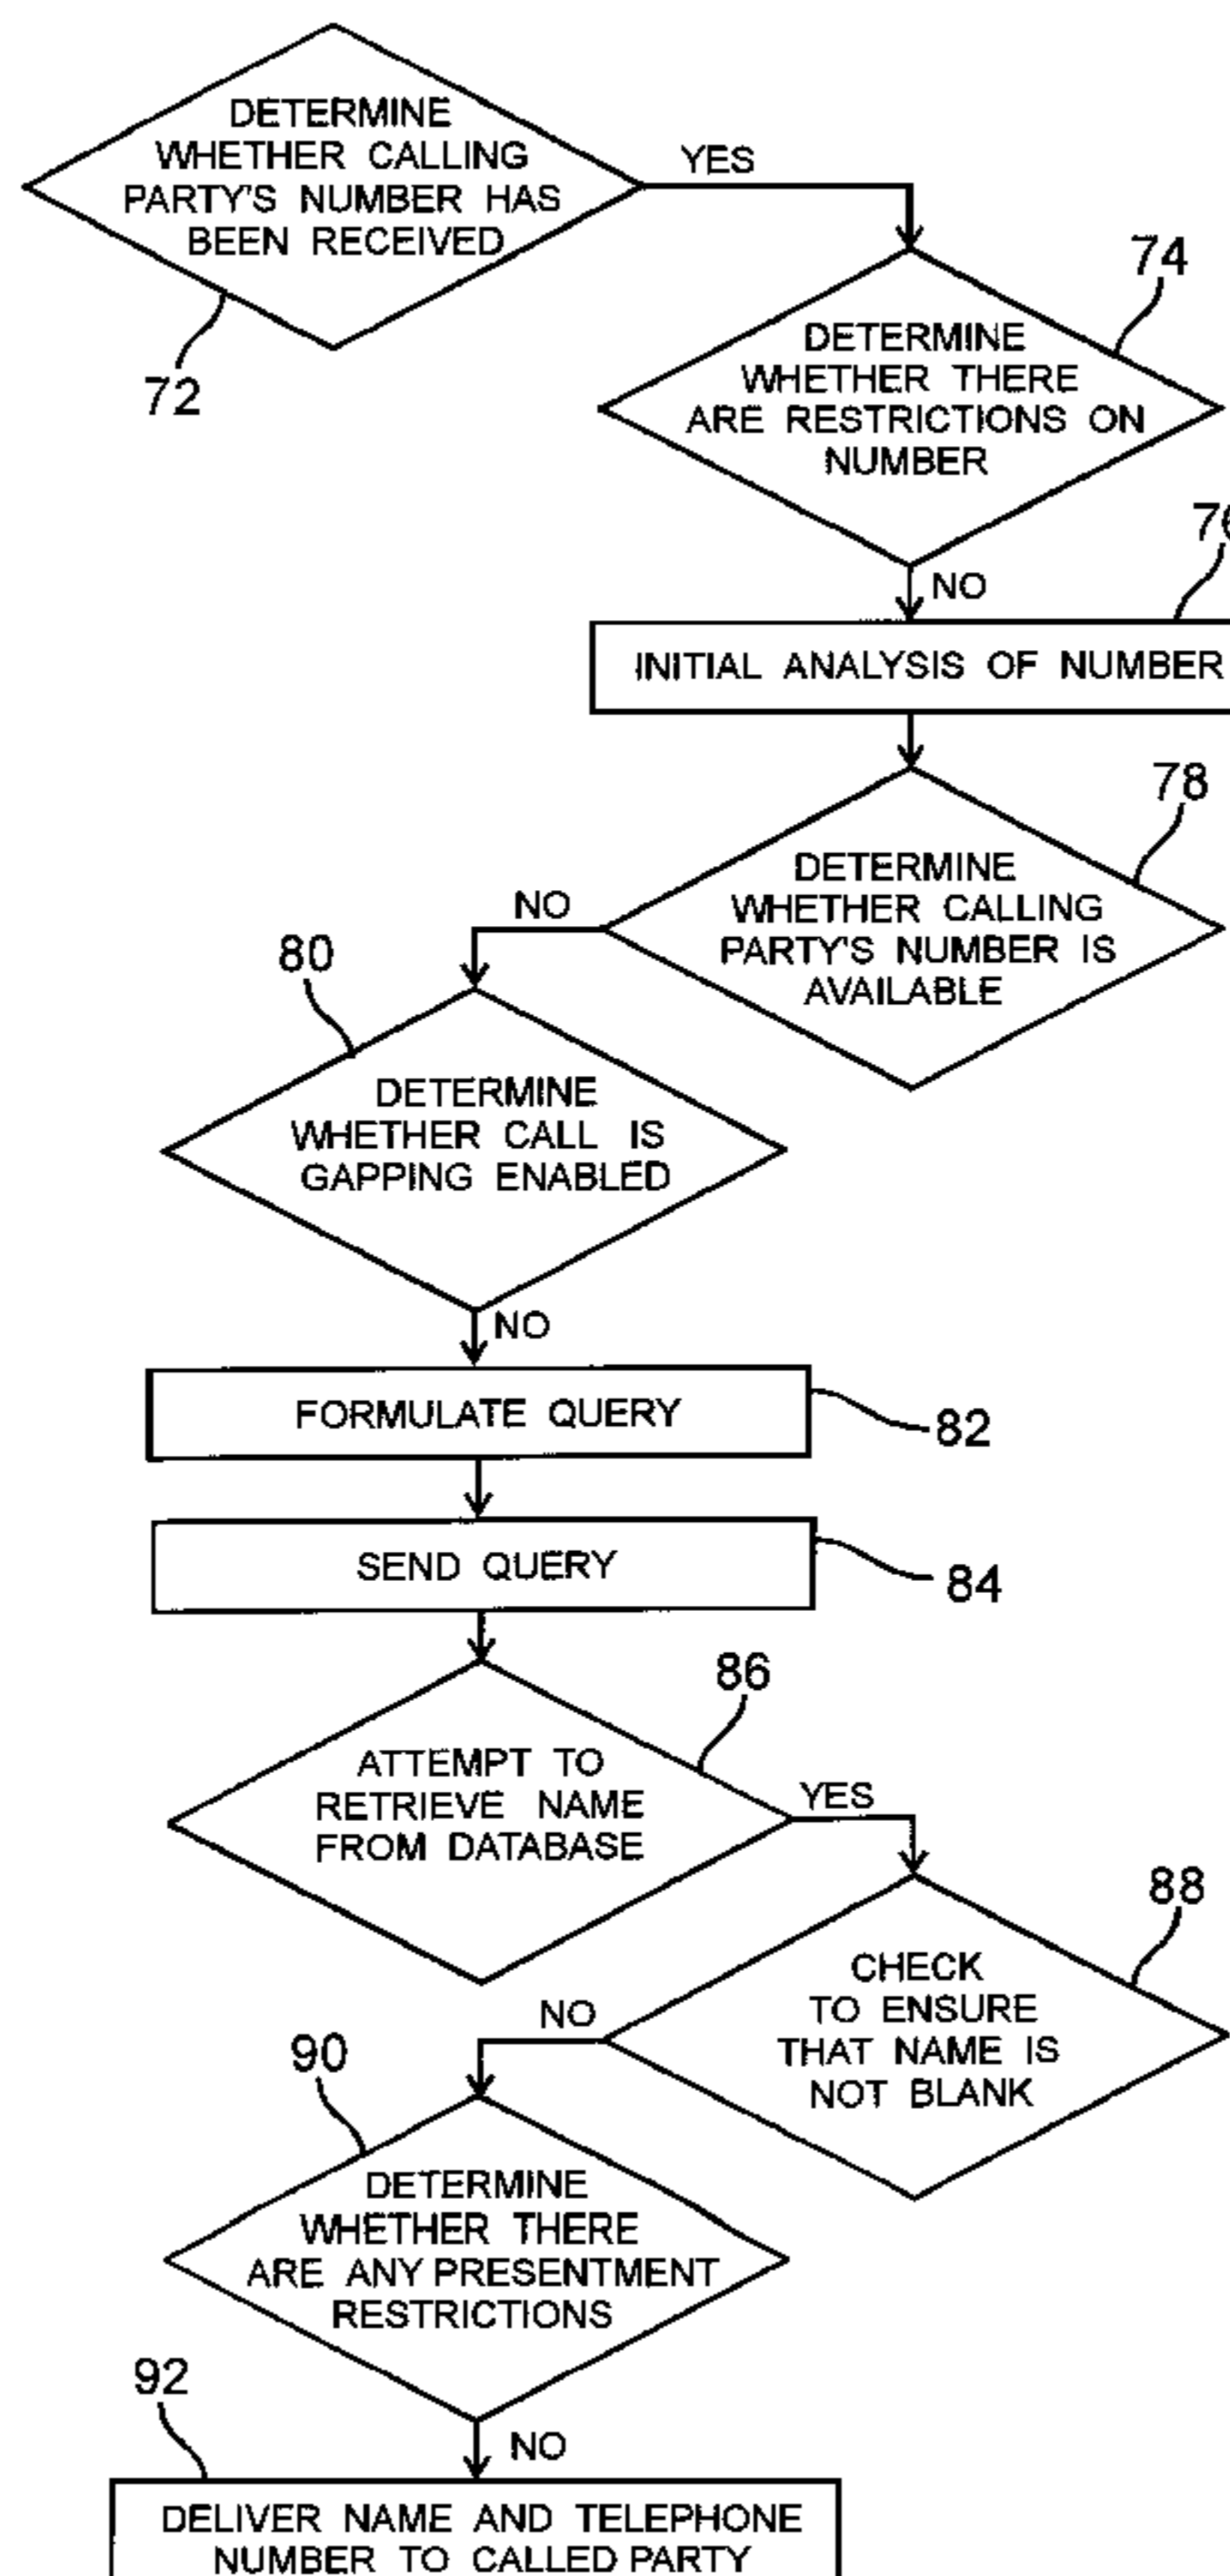 DETERMINE
WHETHER CALLING
PARTY'S NUMBER HAS
BEEN RECEIVED
YES
72
74
DETERMINE
WHETHER THERE
ARE RESTRICTIONS ON
NUMBER
NO
INITIAL ANALYSIS OF NUMBER
78
DETERMINE
WHETHER CALLING
PARTY'S NUMBER IS
AVAILABLE
NO
80
DETERMINE
WHETHER CALL IS
GAPPING ENABLED
NO
FORMULATE QUERY
82
SEND QUERY
84
86
ATTEMPT TO
RETRIEVE NAME
FROM DATABASE
YES
88
CHECK
TO ENSURE
THAT NAME IS
NOT BLANK
NO
90
DETERMINE
WHETHER THERE
ARE ANY PRESENTMENT
RESTRICTIONS
NO
92
DELIVER NAME AND TELEPHONE
NUMBER TO CALLED PARTY